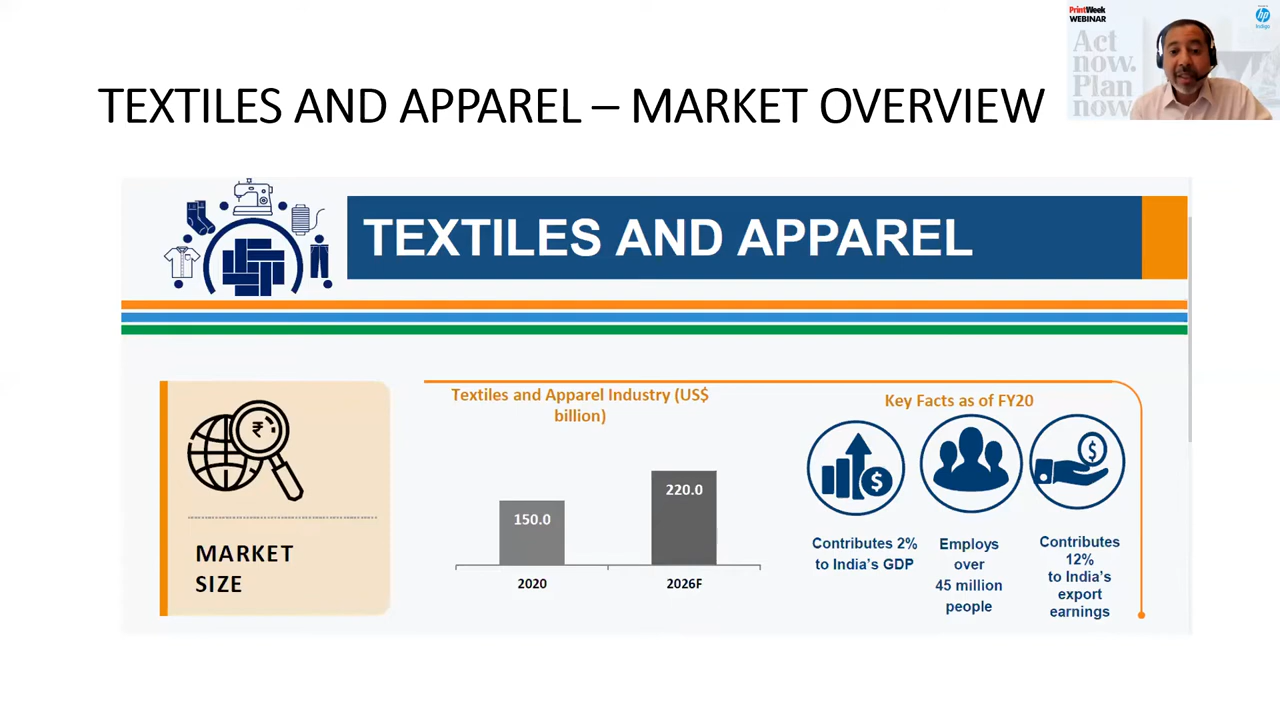 PrintWeek
WEBINAR
hp
indigo
Act
now.
Plan
now.
TEXTILES AND APPAREL – MARKET OVERVIEW
TEXTILES AND APPAREL
₹
MARKET
SIZE
Textiles and Apparel Industry (US$
billion)
150.0
220.0
2020
2026F
Key Facts as of FY20
$
$
Contributes 2%
to India's GDP
Employs
over
45 million
people
Contributes
12%
to India's
export
earnings